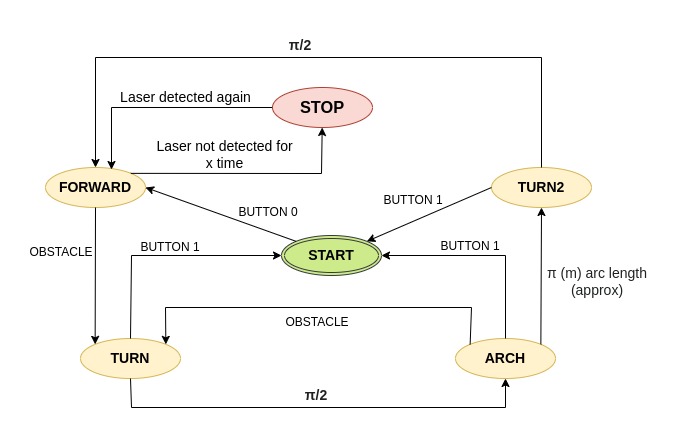 π/2
Laser detected again
STOP
Laser not detected for
x time
FORWARD
TURN2
BUTTON 1
BUTTON 0
OBSTACLE
BUTTON 1
START
BUTTON 1
π (m) arc length
(approx)
OBSTACLE
TURN
ARCH
π/2